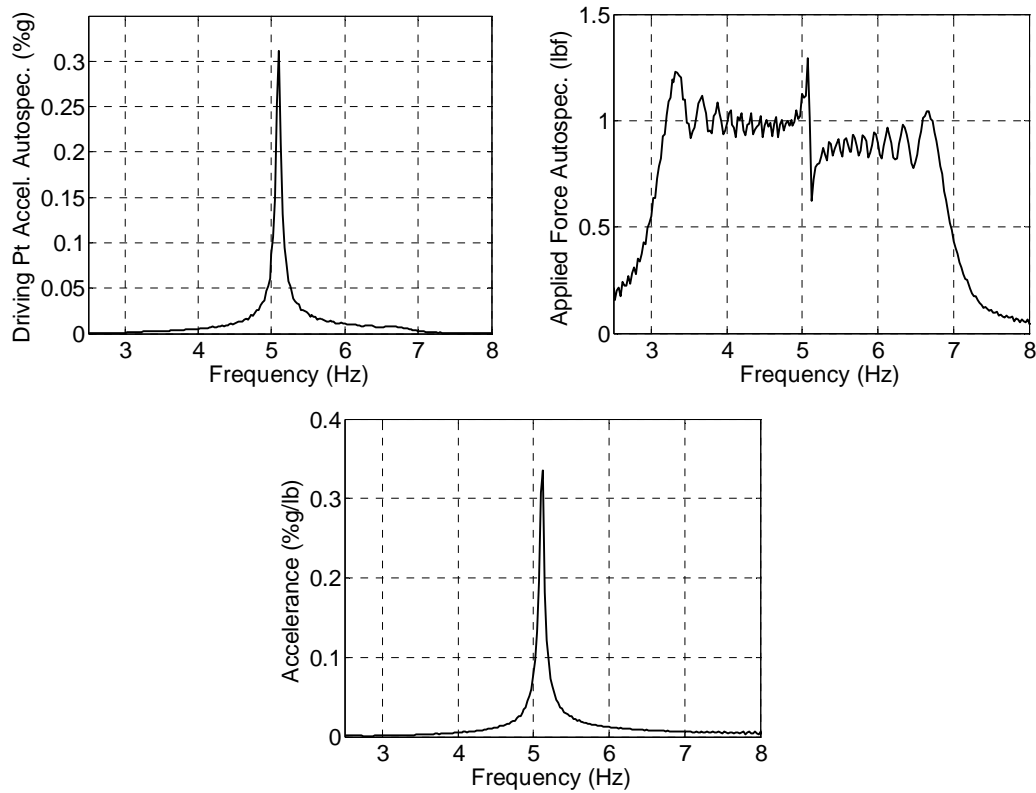 Driving Pt Accel. Autospec. (%g)
0.3
0.25
0.2
0.15
0.1
0.05
0
3 4 5 6 7 8
Frequency (Hz)
Applied Force Autospec. (lbf)
1.5
1
0.5
0
3 4 5 6 7 8
Frequency (Hz)
Accelerance (%g/lb)
0.4
0.3
0.2
0.1
0
3 4 5 6 7 8
Frequency (Hz)